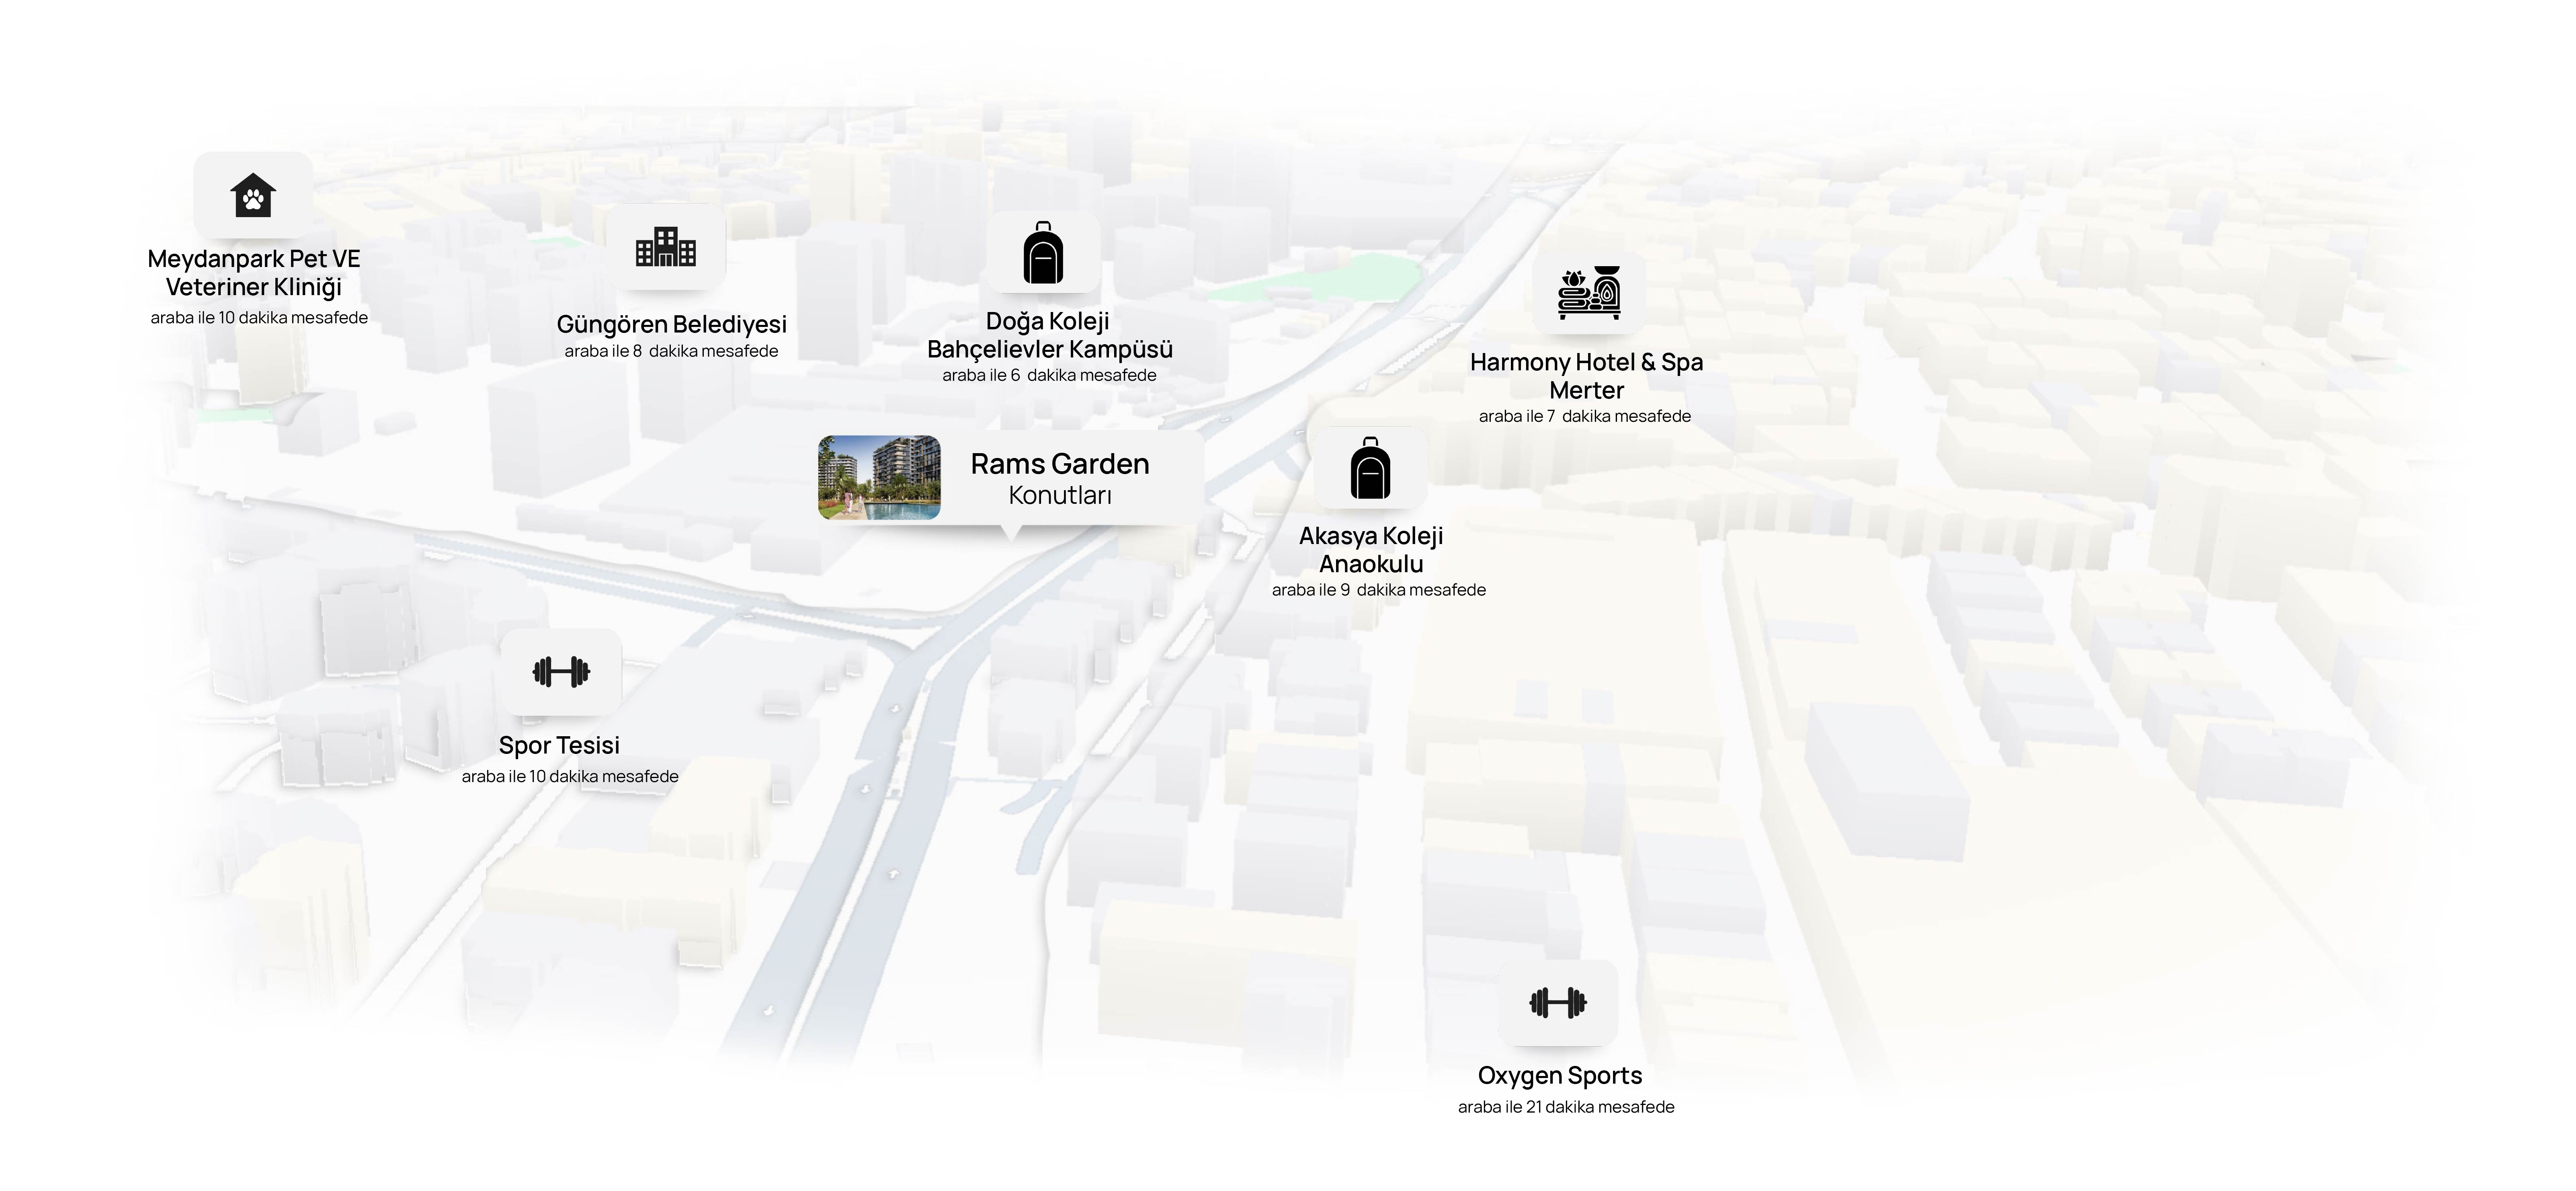 Meydanpark Pet VE
Veteriner Kliniği
araba ile 10 dakika mesafede
Güngören Belediyesi
araba ile 8 dakika mesafede
Doğa Koleji
Bahçelievler Kampüsü
araba ile 6 dakika mesafede
Harmony Hotel & Spa
Merter
araba ile 7 dakika mesafede
Rams Garden
Konutları
Akasya Koleji
Anaokulu
araba ile 9 dakika mesafede
Spor Tesisi
araba ile 10 dakika mesafede
Oxygen Sports
araba ile 21 dakika mesafede